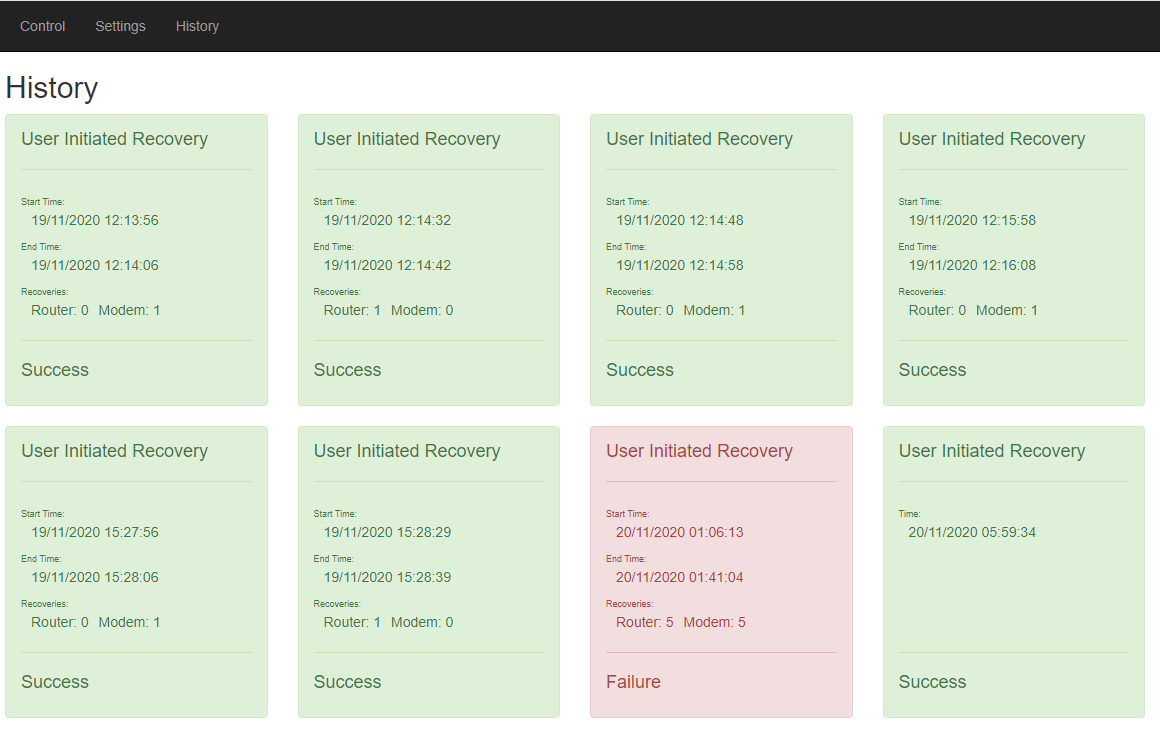 Control Settings History
History
User Initiated Recovery
Start Time:
19/11/2020 12:13:56
End Time:
19/11/2020 12:14:06
Recoveries:
Router: 0 Modem: 1
Success
User Initiated Recovery
Start Time:
19/11/2020 12:14:32
End Time:
19/11/2020 12:14:42
Recoveries:
Router: 1 Modem: 0
Success
User Initiated Recovery
Start Time:
19/11/2020 12:14:48
End Time:
19/11/2020 12:14:58
Recoveries:
Router: 0 Modem: 1
Success
User Initiated Recovery
Start Time:
19/11/2020 12:15:58
End Time:
19/11/2020 12:16:08
Recoveries:
Router: 0 Modem: 1
Success
User Initiated Recovery
Start Time:
19/11/2020 15:27:56
End Time:
19/11/2020 15:28:06
Recoveries:
Router: 0 Modem: 1
Success
User Initiated Recovery
Start Time:
19/11/2020 15:28:29
End Time:
19/11/2020 15:28:39
Recoveries:
Router: 1 Modem: 0
Success
User Initiated Recovery
Start Time:
20/11/2020 01:06:13
End Time:
20/11/2020 01:41:04
Recoveries:
Router: 5 Modem: 5
Failure
User Initiated Recovery
Time:
20/11/2020 05:59:34
Success